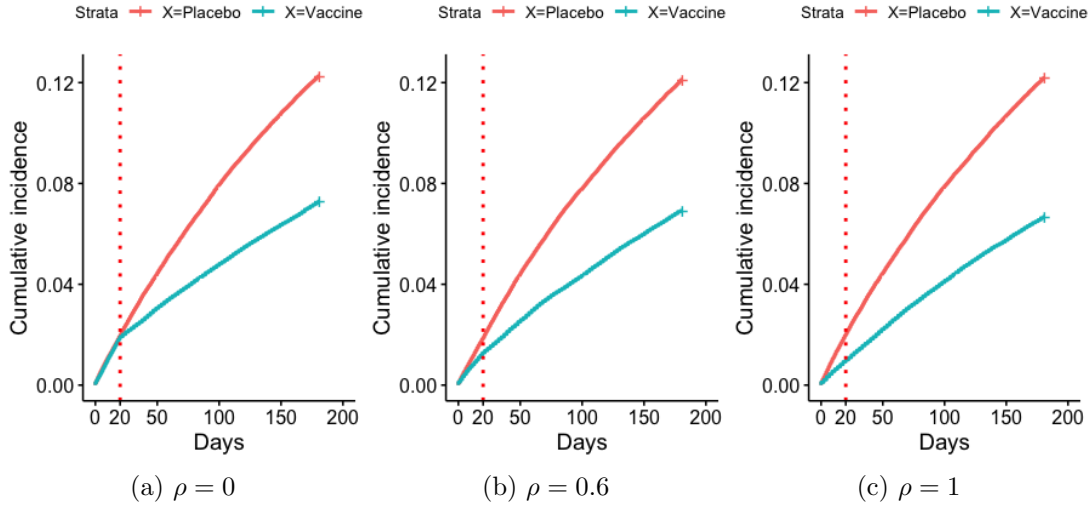 Strata X=Placebo X=Vaccine
Cumulative incidence
0.12
0.08
0.04
0.00
0 20 50 100 150 200
Days
(a) ρ = 0
Strata X=Placebo X=Vaccine
Cumulative incidence
0.12
0.08
0.04
0.00
0 20 50 100 150 200
Days
(b) ρ = 0.6
Strata X=Placebo X=Vaccine
Cumulative incidence
0.12
0.08
0.04
0.00
0 20 50 100 150 200
Days
(c) ρ = 1